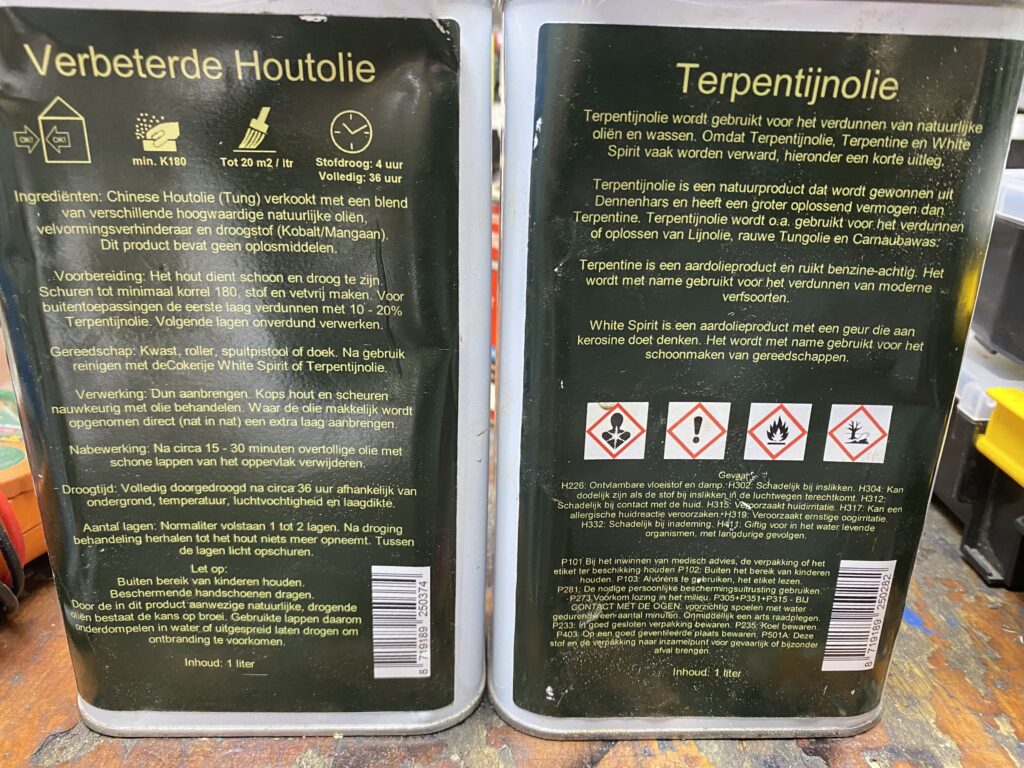 Verbeterde Houtolie
OK!
OK!
min. K180
Tot 20 m2 / ltr
Stofdroog: 4 uur
Volledig: 36 uur
Ingrediënten: Chinese Houtolie (Tung) verkookt met een blend
van verschillende hoogwaardige natuurlijke oliën,
velvormingsverhinderaar en droogstof (Kobalt/Mangaan).
Dit product bevat geen oplosmiddelen.
Voorbereiding: Het hout dient schoon en droog te zijn.
Schuren tot minimaal korrel 180, stof en vetvrij maken. Voor
buitentoepassingen de eerste laag verdunnen met 10 - 20%
Terpentijnolie. Volgende lagen onverdund verwerken.
Gereedschap: Kwast, roller, spuitpistool of doek. Na gebruik
reinigen met deCokerije White Spirit of Terpentijnolie.
Verwerking: Dun aanbrengen. Kops hout en scheuren
nauwkeurig met olie behandelen. Waar de olie makkelijk wordt
opgenomen direct (nat in nat) een extra laag aanbrengen.
Nabewerking: Na circa 15 - 30 minuten overtollige olie met
schone lappen van het oppervlak verwijderen.
Droogtijd: Volledig doorgedroogd na circa 36 uur afhankelijk van
ondergrond, temperatuur, luchtvochtigheid en laagdikte.
Aantal lagen: Normaliter volstaan 1 tot 2 lagen. Na droging
behandeling herhalen tot het hout niets meer opneemt. Tussen
de lagen licht opschuren.
Let op:
Buiten bereik van kinderen houden.
Beschermende handschoenen dragen.
Door de in dit product aanwezige natuurlijke, drogende
oliën bestaat de kans op broei. Gebruikte lappen daarom
onderdompelen in water of uitgespreid laten drogen om
ontbranding te voorkomen.
Inhoud: 1 liter
8 719189 250374
Terpentijnolie
Terpentijnolie wordt gebruikt voor het verdunnen van natuurlijke
oliën en wassen. Omdat Terpentijnolie, Terpentine en White
Spirit vaak worden verward, hieronder een korte uitleg.
Terpentijnolie is een natuurproduct dat wordt gewonnen uit
Dennenhars en heeft een groter oplossend vermogen dan
Terpentine. Terpentijnolie wordt o.a. gebruikt voor het verdunnen
of oplossen van Lijnolie, rauwe Tungolie en Carnaubawas.
Terpentine is een aardolieproduct en ruikt benzine-achtig. Het
wordt met name gebruikt voor het verdunnen van moderne
verfsoorten.
White Spirit is een aardolieproduct met een geur die aan
kerosine doet denken. Het wordt met name gebruikt voor het
schoonmaken van gereedschappen.
Gevaar
H226: Ontvlambare vloeistof en damp. H302: Schadelijk bij inslikken. H304: Kan
dodelijk zijn als de stof bij inslikken in de luchtwegen terechtkomt. H312:
Schadelijk bij contact met de huid. H315: Veroorzaakt huidirritatie. H317: Kan een
allergische huidreactie veroorzaken. H319: Veroorzaakt ernstige oogirritatie.
H332: Schadelijk bij inademing. H411: Giftig voor in het water levende
organismen, met langdurige gevolgen.
P101 Bij het inwinnen van medisch advies, de verpakking of het
etiket ter beschikking houden P102: Buiten het bereik van kinderen
houden. P103: Alvorens te gebruiken, het etiket lezen.
P281: De nodige persoonlijke beschermingsuitrusting gebruiken.
P273 Voorkom lozing in het milieu. P305+P351+P315 - BIJ
CONTACT MET DE OGEN: voorzichtig spoelen met water
gedurende een aantal minuten. Onmiddellijk een arts raadplegen.
P233: in goed gesloten verpakking bewaren. P235: Koel bewaren.
P403: Op een goed geventileerde plaats bewaren. P501A: Deze
stof en de verpakking naar inzamelpunt voor gevaarlijk of bijzonder
afval brengen.
Inhoud: 1 liter
8 719189 250282